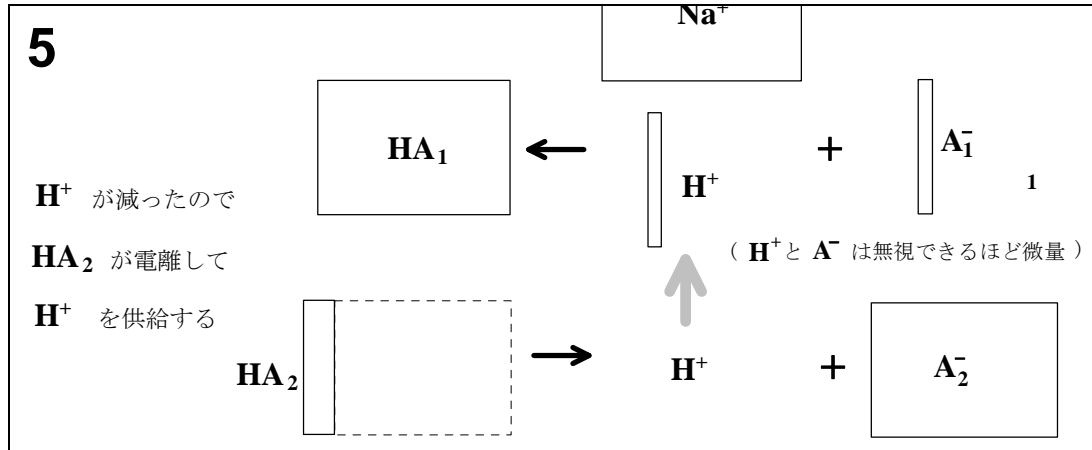 5
Na⁺
HA₁ ← H⁺ + A₁⁻
1
H⁺ が減ったので
HA₂ が電離して
H⁺ を供給する
( H⁺と A⁻ は無視できるほど微量 )
HA₂ → H⁺ + A₂⁻